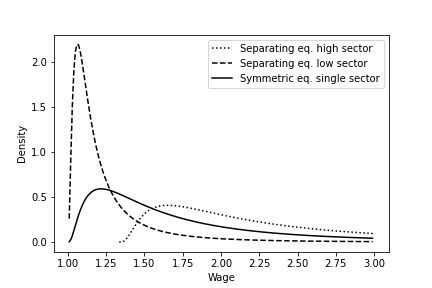 Separating eq. high sector
Separating eq. low sector
Symmetric eq. single sector
Density
2.0
1.5
1.0
0.5
0.0
1.00 1.25 1.50 1.75 2.00 2.25 2.50 2.75 3.00
Wage